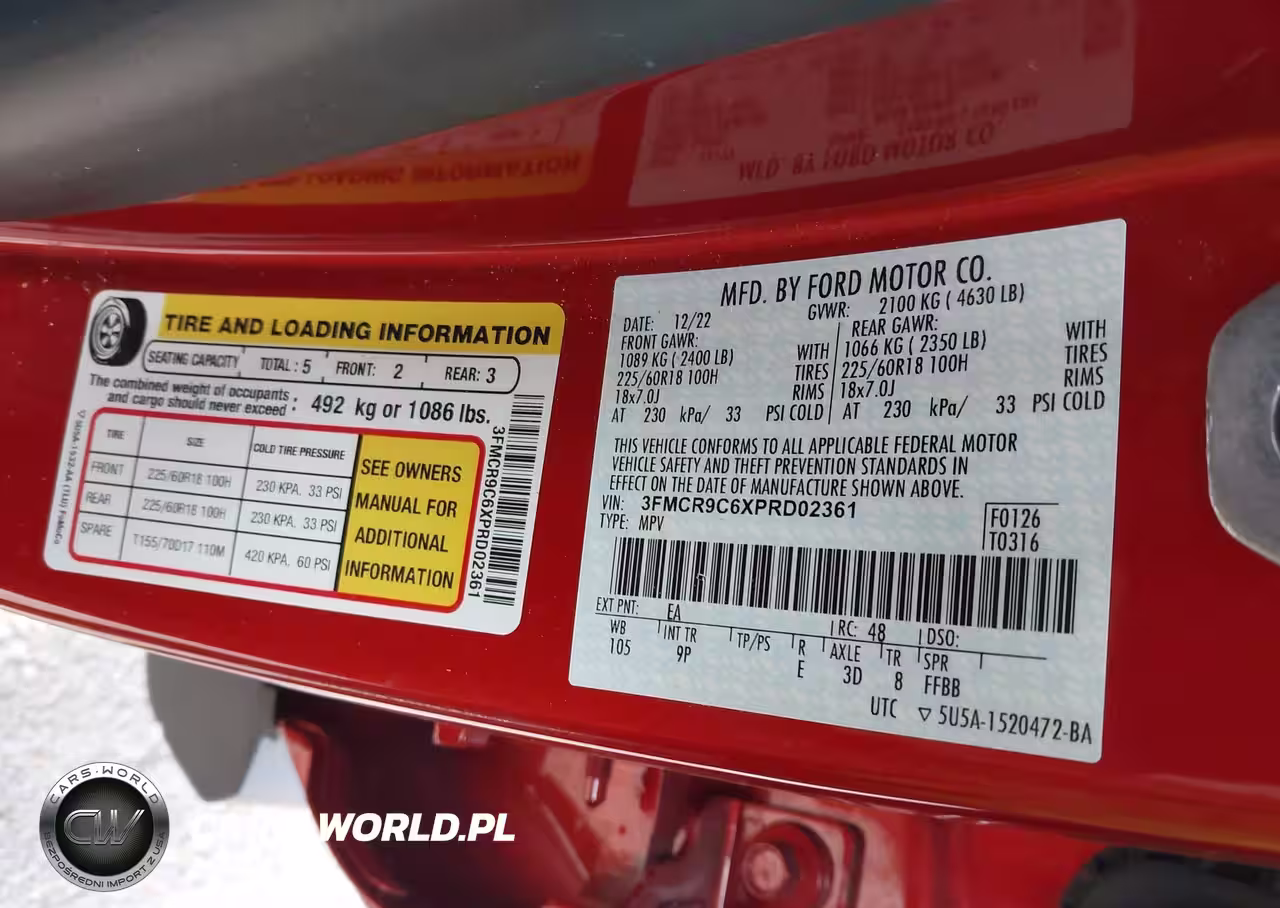 TIRE AND LOADING INFORMATION
SEATING CAPACITY TOTAL : 5 FRONT: 2 REAR: 3
The combined weight of occupants
and cargo should never exceed : 492 kg or 1086 lbs.
TIRE SIZE COLD TIRE PRESSURE
FRONT 225/60R18 100H 230 KPA. 33 PSI
REAR 225/60R18 100H 230 KPA. 33 PSI
SPARE T155/70D17 110M 420 KPA. 60 PSI
SEE OWNERS
MANUAL FOR
ADDITIONAL
INFORMATION
3FMCR9C6XPRD02361
MFD. BY FORD MOTOR CO.
DATE: 12/22 GVWR: 2100 KG ( 4630 LB)
FRONT GAWR: REAR GAWR:
1089 KG ( 2400 LB) WITH 1066 KG ( 2350 LB) WITH
225/60R18 100H TIRES 225/60R18 100H TIRES
18x7.0J RIMS 18x7.0J RIMS
AT 230 kPa/ 33 PSI COLD AT 230 kPa/ 33 PSI COLD
THIS VEHICLE CONFORMS TO ALL APPLICABLE FEDERAL MOTOR
VEHICLE SAFETY AND THEFT PREVENTION STANDARDS IN
EFFECT ON THE DATE OF MANUFACTURE SHOWN ABOVE.
VIN: 3FMCR9C6XPRD02361
TYPE: MPV
F0126
T0316
EXT PNT: EA RC: 48 DSO:
WB INT TR TP/PS R AXLE TR SPR
105 9P E 3D 8 FFBB
UTC ▽ 5U5A-1520472-BA
CARS-WORLD
CW
BEZPOŚREDNI IMPORT Z USA
WORLD.PL